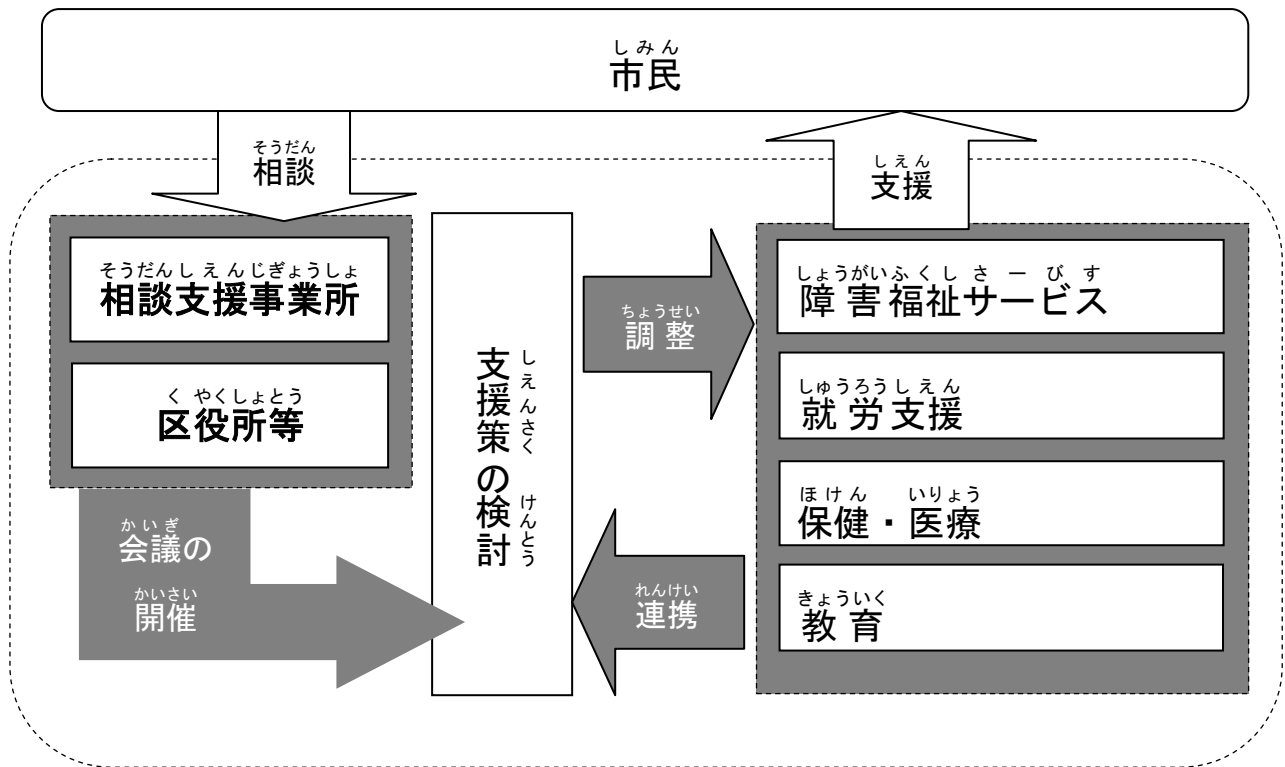 しみん
市民
そうだん
相談
しえん
支援
そうだんしえんじぎょうしょ
相談支援事業所
くやくしょとう
区役所等
かいぎ
会議の
かいさい
開催
支援策の検討
しえんさく けんとう
ちょうせい
調整
れんけい
連携
しょうがいふくしさーびす
障害福祉サービス
しゅうろうしえん
就労支援
ほけん いりょう
保健・医療
きょういく
教育